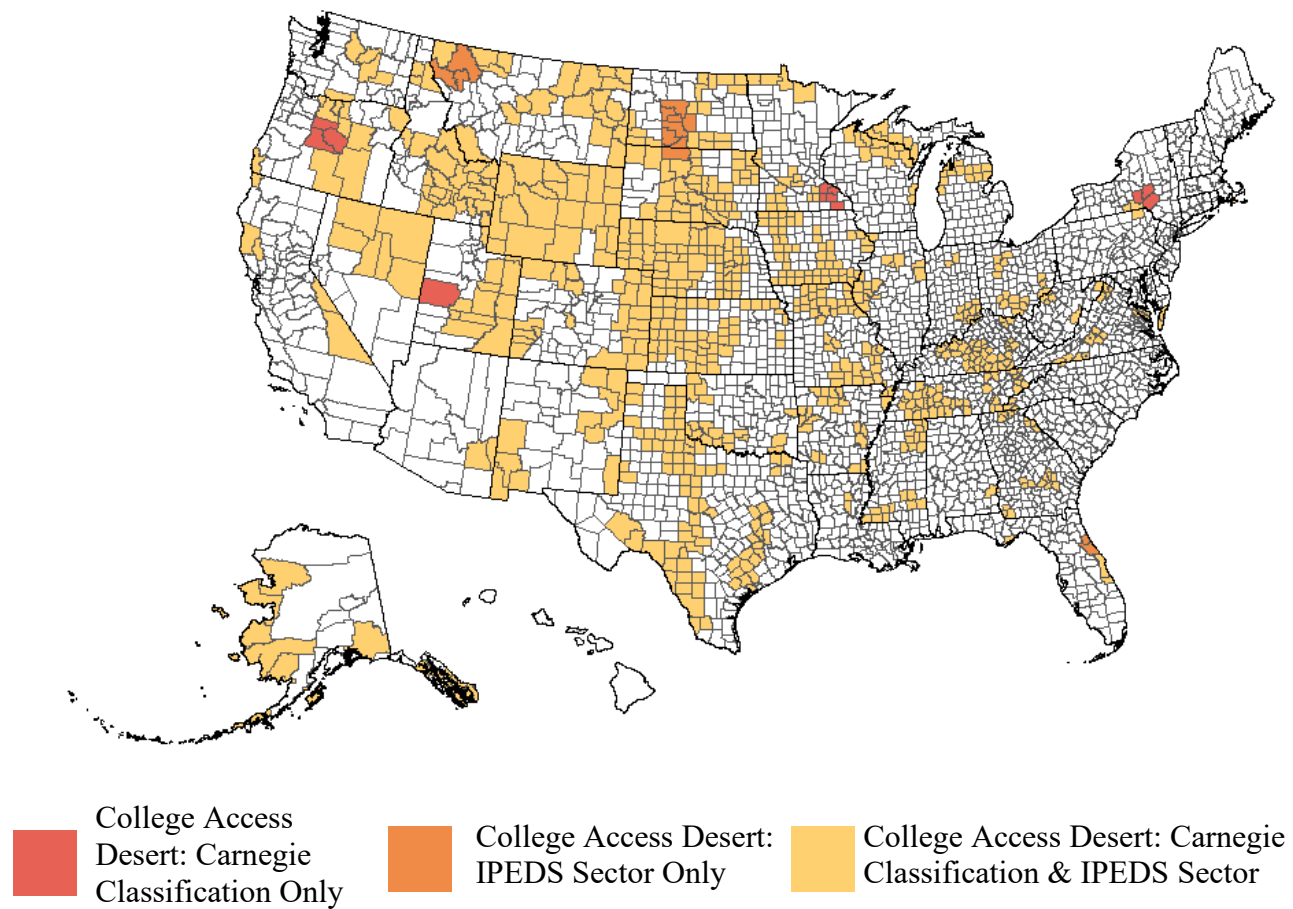 College Access
Desert: Carnegie
Classification Only
College Access Desert:
IPEDS Sector Only
College Access Desert: Carnegie
Classification & IPEDS Sector